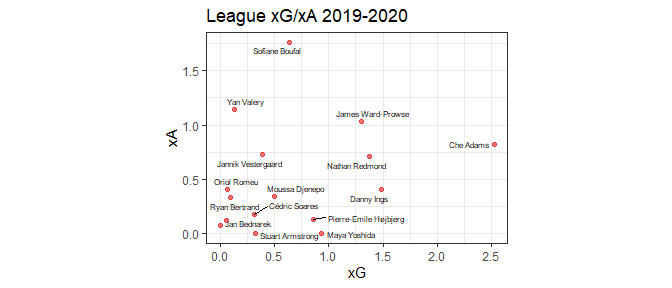 League xG/xA 2019-2020
Sofiane Boufal
1.5
Yan Valery
James Ward-Prowse
1.0
Che Adams
xA
Jannik Vestergaard
Nathan Redmond
Oriol Romeu
Moussa Djenepo
0.5
Danny Ings
Ryan Bertrand
Cédric Soares
Pierre-Emile Højbjerg
Jan Bednarek
0.0
Stuart Armstrong
Maya Yoshida
0.0 0.5 1.0 1.5 2.0 2.5
xG